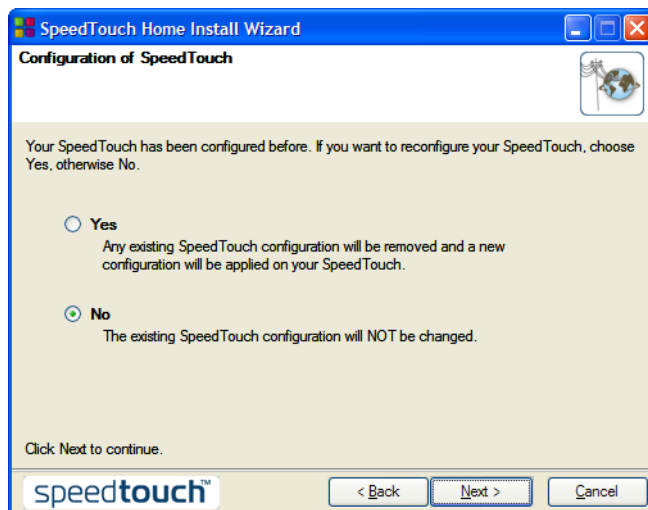 SpeedTouch Home Install Wizard
Configuration of SpeedTouch
Your SpeedTouch has been configured before. If you want to reconfigure your SpeedTouch, choose
Yes, otherwise No.
Yes
Any existing SpeedTouch configuration will be removed and a new
configuration will be applied on your SpeedTouch.
No
The existing SpeedTouch configuration will NOT be changed.
Click Next to continue.
speedtouch™
< Back
Next >
Cancel